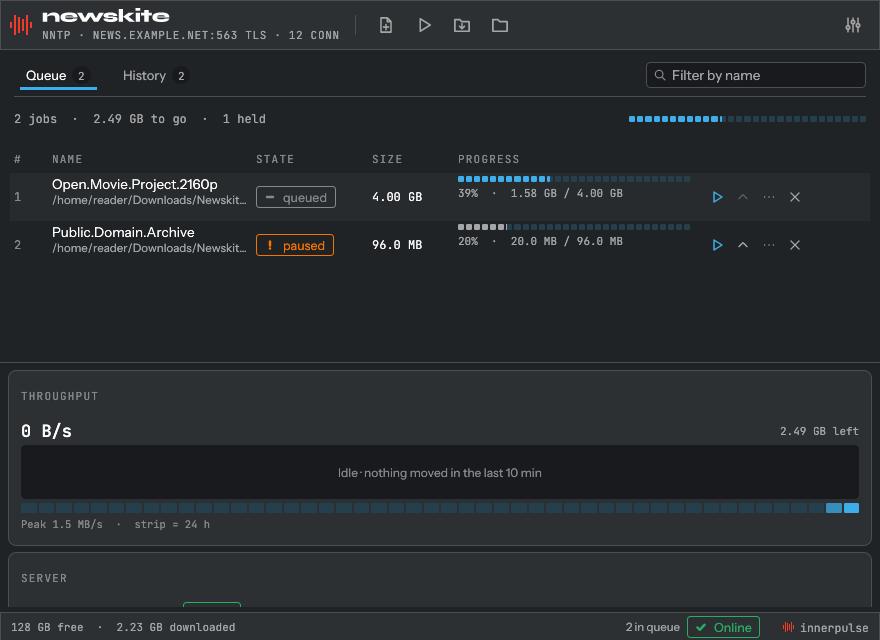 newskite
NNTP · NEWS.EXAMPLE.NET:563 TLS · 12 CONN
Queue 2 History 2
Filter by name
2 jobs · 2.49 GB to go · 1 held
# NAME STATE SIZE PROGRESS
1 Open.Movie.Project.2160p
/home/reader/Downloads/Newskit…
queued 4.00 GB
39% · 1.58 GB / 4.00 GB
2 Public.Domain.Archive
/home/reader/Downloads/Newskit…
! paused 96.0 MB
20% · 20.0 MB / 96.0 MB
THROUGHPUT
0 B/s
2.49 GB left
Idle · nothing moved in the last 10 min
Peak 1.5 MB/s · strip = 24 h
SERVER
128 GB free · 2.23 GB downloaded
2 in queue
Online
innerpulse